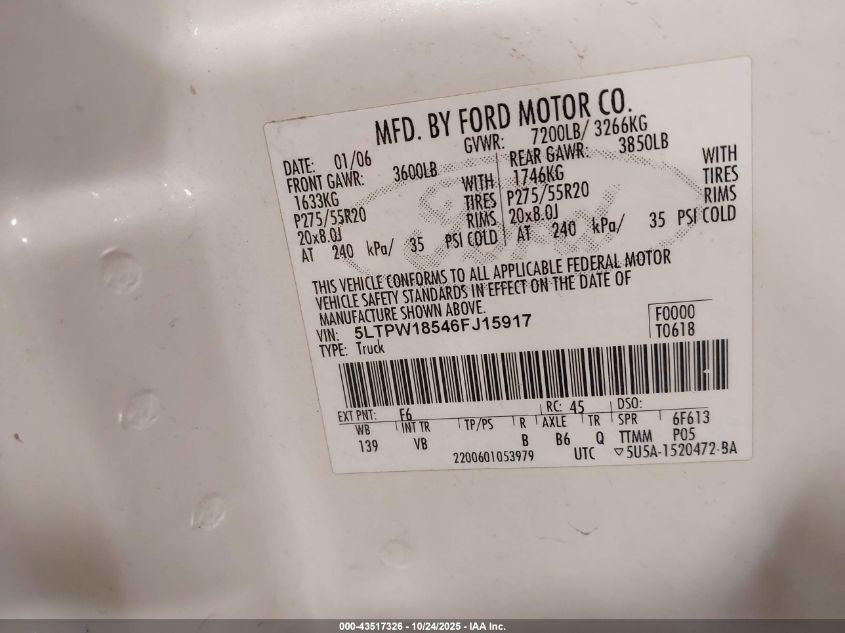 MFD. BY FORD MOTOR CO.
DATE: 01/06 GVWR: 7200LB/ 3266KG
FRONT GAWR: 3600LB REAR GAWR: 3850LB
1633KG WITH 1746KG WITH
P275/55R20 TIRES P275/55R20 TIRES
20x8.0J RIMS 20x8.0J RIMS
AT 240 kPa/ 35 PSI COLD AT 240 kPa/ 35 PSI COLD
THIS VEHICLE CONFORMS TO ALL APPLICABLE FEDERAL MOTOR
VEHICLE SAFETY STANDARDS IN EFFECT ON THE DATE OF
MANUFACTURE SHOWN ABOVE.
VIN: 5LTPW18546FJ15917 F0000
TYPE: Truck T0618
EXT PNT: F6 RC: 45 DSO:
WB INT TR TP/PS R AXLE TR SPR 6F613
139 VB B B6 Q TTMM P05
2200601053979 UTC ▽5U5A-1520472-BA
000-43517326 - 10/24/2025 - IAA Inc.